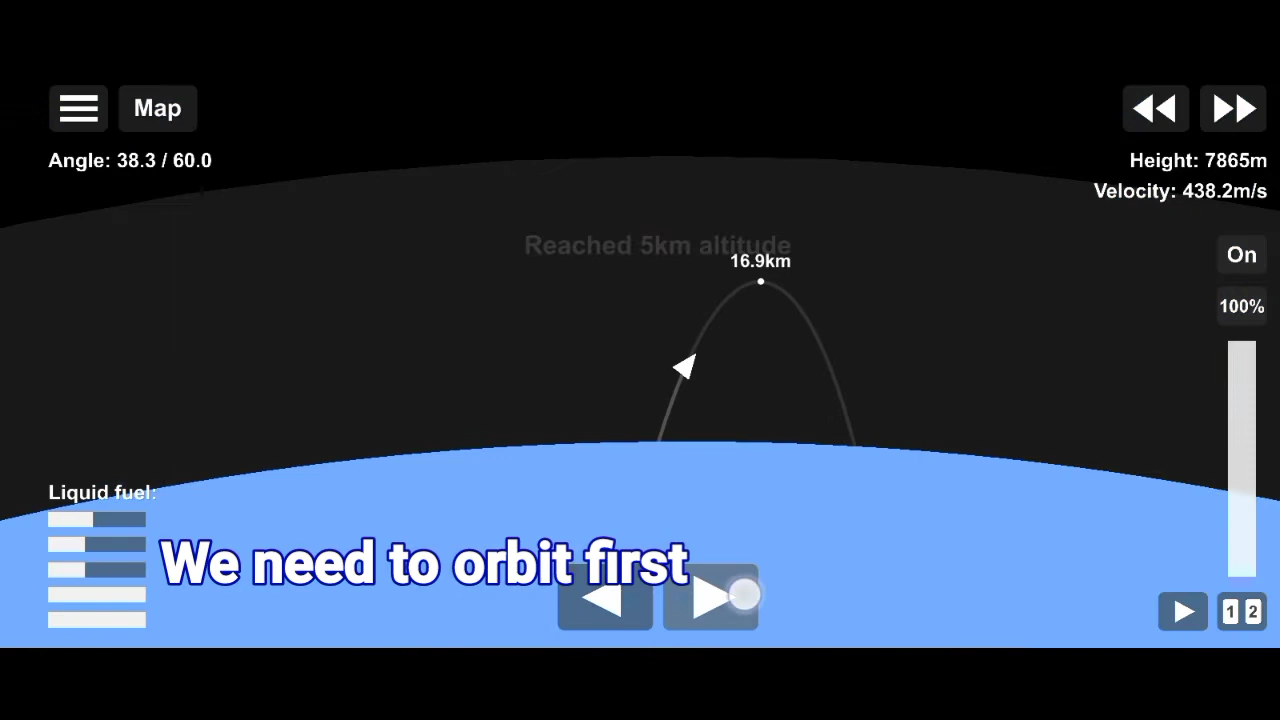 Map
Angle: 38.3 / 60.0
Height: 7865m
Velocity: 438.2m/s
Reached 5km altitude
16.9km
On
100%
Liquid fuel:
We need to orbit first
1 2